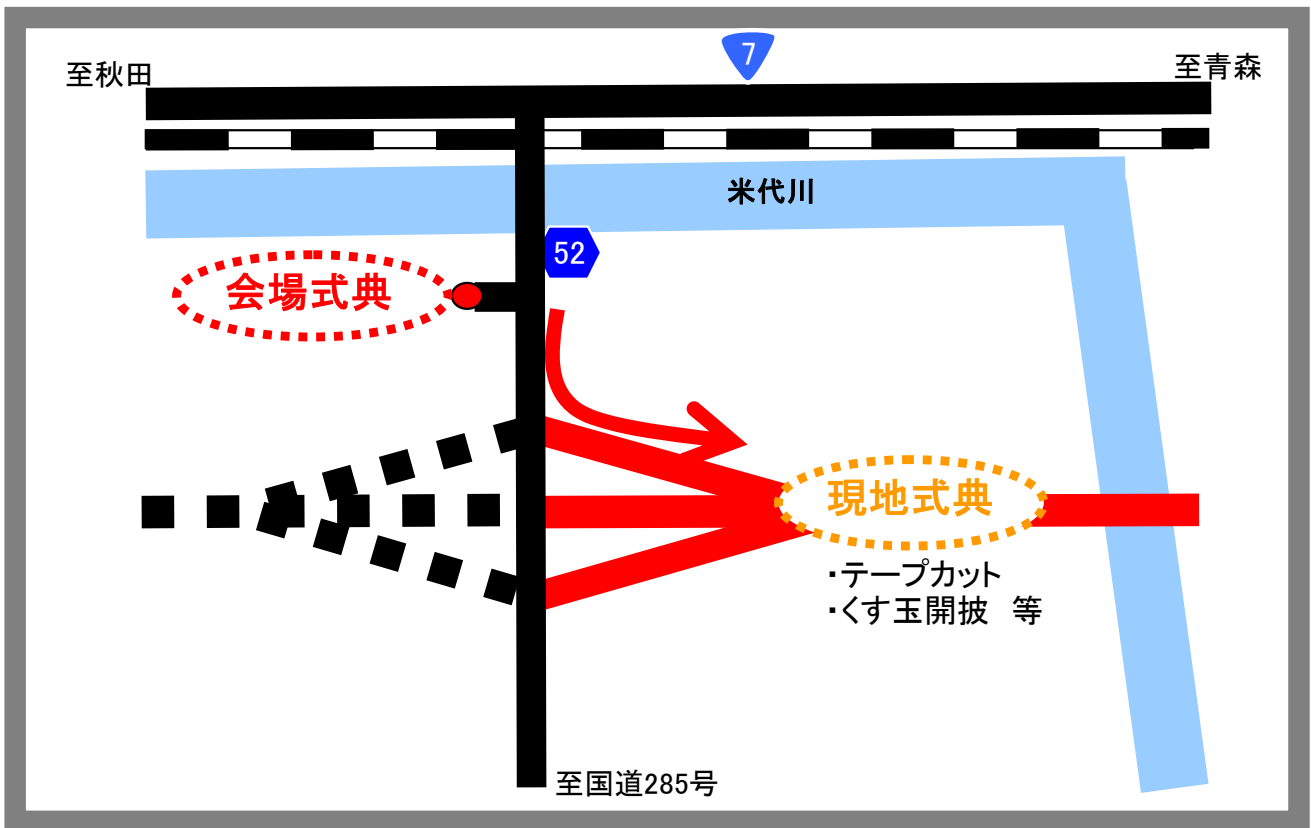 7
至秋田
至青森
米代川
52
会場式典
現地式典
・テープカット
・くす玉開披　等
至国道285号